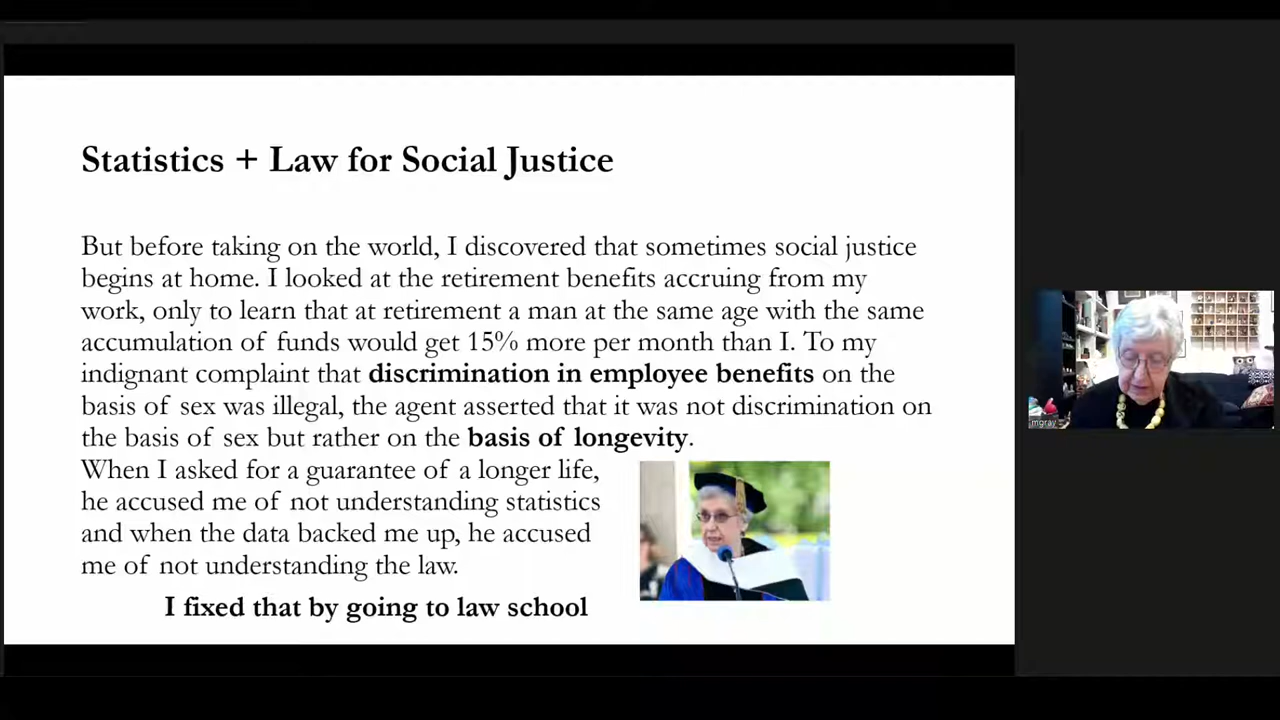 Statistics + Law for Social Justice
But before taking on the world, I discovered that sometimes social justice
begins at home. I looked at the retirement benefits accruing from my
work, only to learn that at retirement a man at the same age with the same
accumulation of funds would get 15% more per month than I. To my
indignant complaint that discrimination in employee benefits on the
basis of sex was illegal, the agent asserted that it was not discrimination on
the basis of sex but rather on the basis of longevity.
When I asked for a guarantee of a longer life,
he accused me of not understanding statistics
and when the data backed me up, he accused
me of not understanding the law.
I fixed that by going to law school
mgray